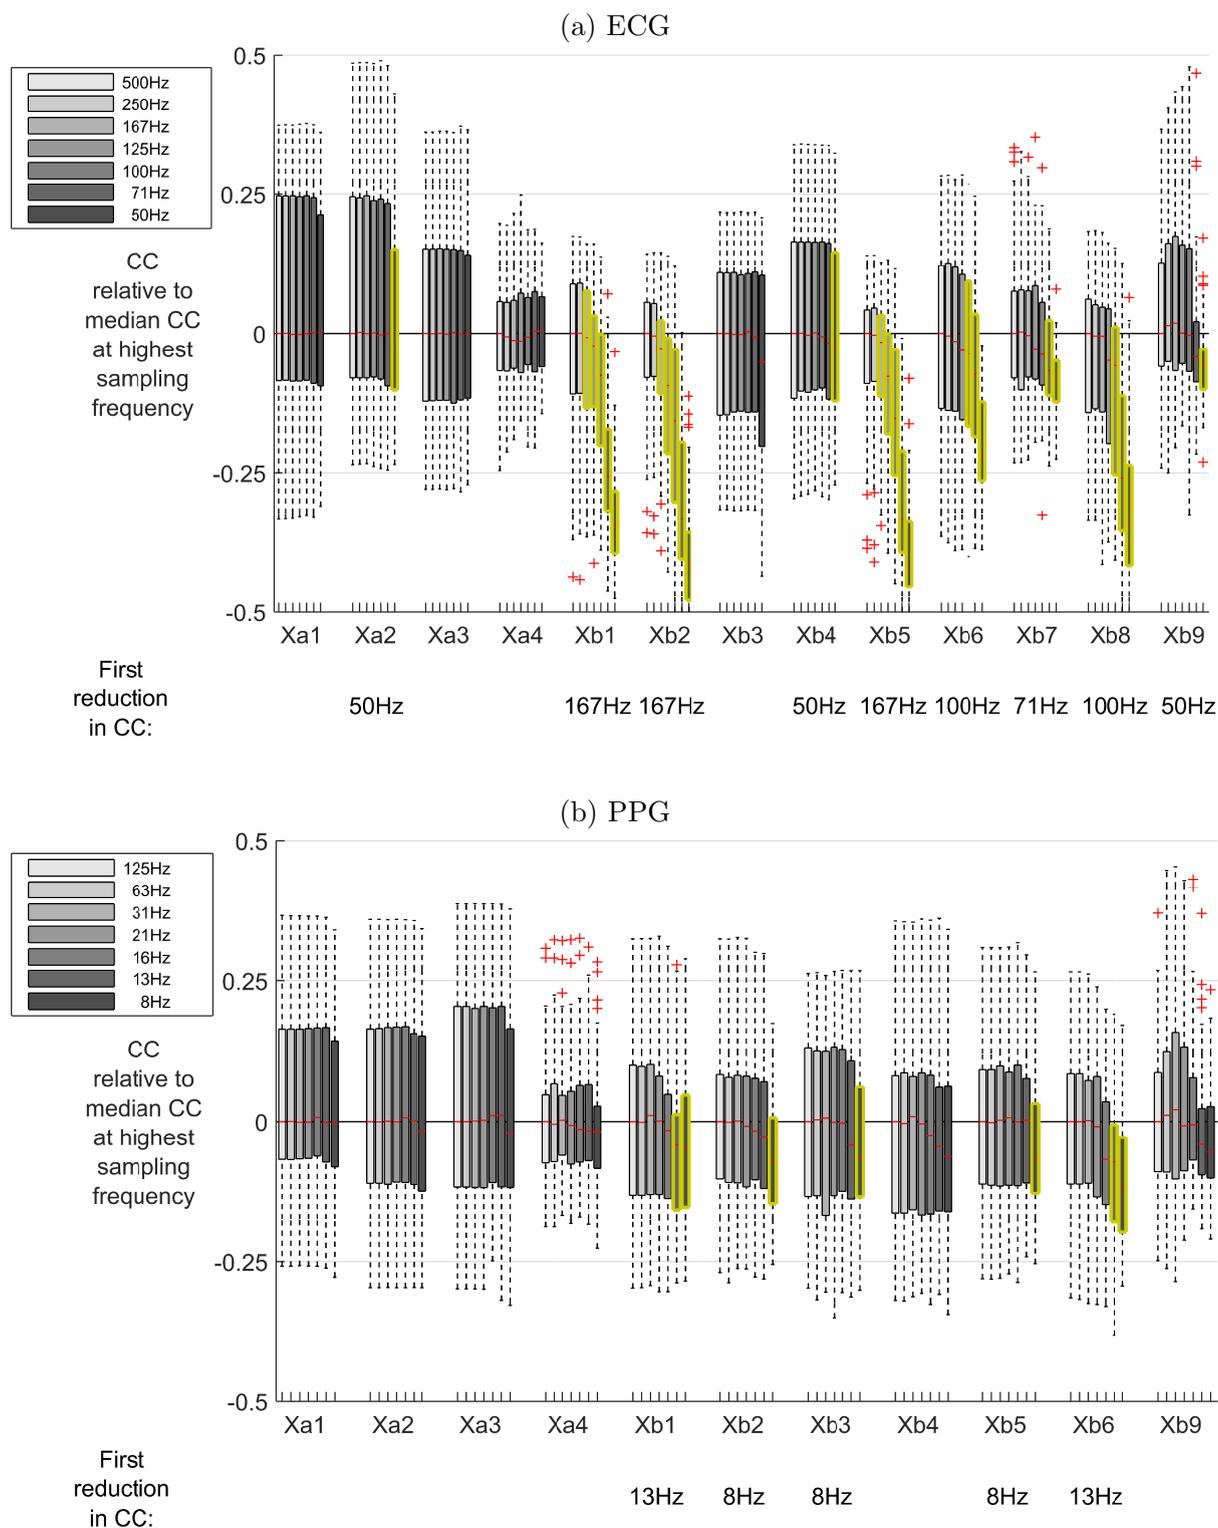 (a) ECG
500Hz
250Hz
167Hz
125Hz
100Hz
71Hz
50Hz
CC
relative to
median CC
at highest
sampling
frequency
0.5
0.25
0
-0.25
-0.5
Xa1 Xa2 Xa3 Xa4 Xb1 Xb2 Xb3 Xb4 Xb5 Xb6 Xb7 Xb8 Xb9
First
reduction
in CC:
50Hz 167Hz 167Hz 50Hz 167Hz 100Hz 71Hz 100Hz 50Hz
(b) PPG
125Hz
63Hz
31Hz
21Hz
16Hz
13Hz
8Hz
CC
relative to
median CC
at highest
sampling
frequency
0.5
0.25
0
-0.25
-0.5
Xa1 Xa2 Xa3 Xa4 Xb1 Xb2 Xb3 Xb4 Xb5 Xb6 Xb9
First
reduction
in CC:
13Hz 8Hz 8Hz 8Hz 13Hz